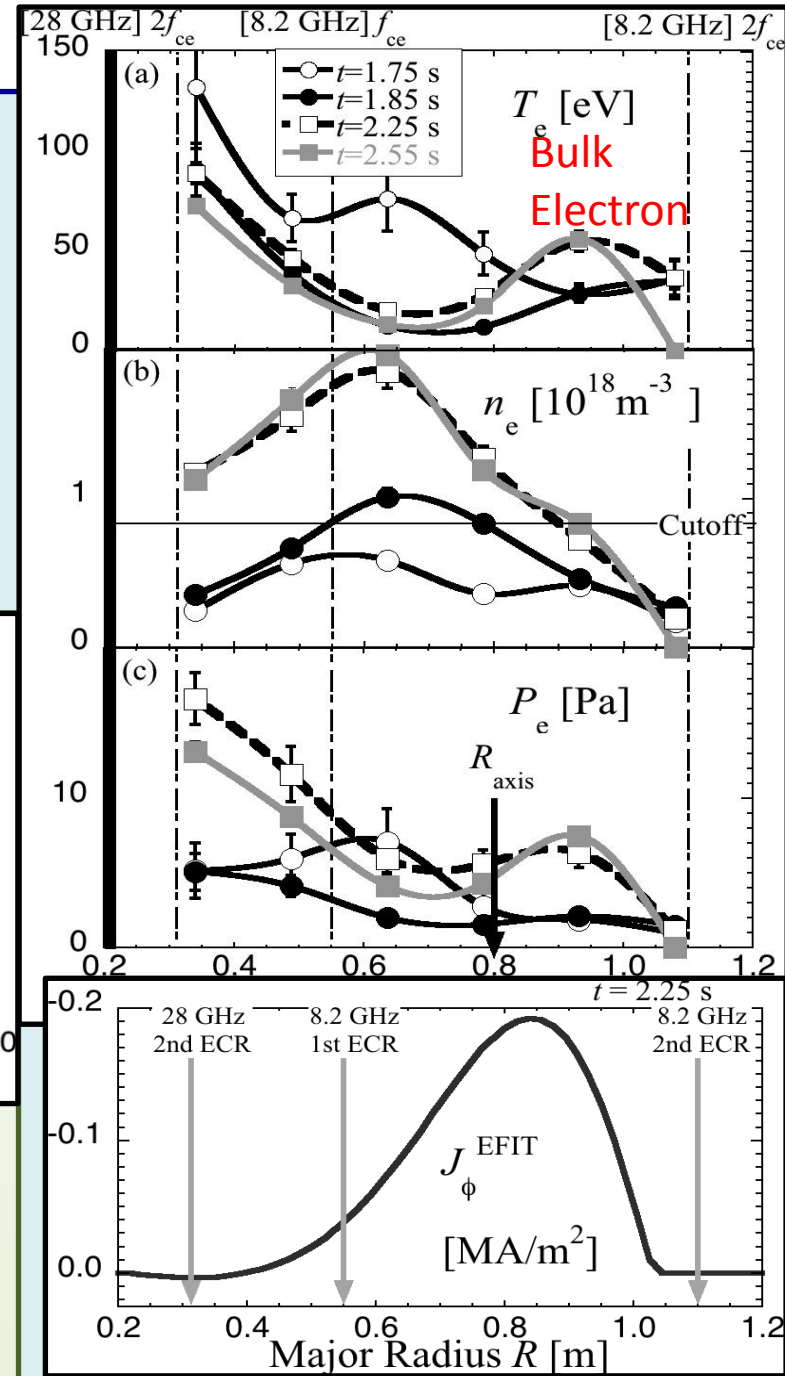 [28 GHz] 2f_ce [8.2 GHz] f_ce [8.2 GHz] 2f_ce
150
(a)
t=1.75 s
t=1.85 s
t=2.25 s
t=2.55 s
T_e [eV]
Bulk
Electron
100
50
0
(b)
n_e [10^18 m^-3]
1
Cutoff
0
(c)
P_e [Pa]
R_axis
10
0
0.2 0.4 0.6 0.8 1.0 1.2
t = 2.25 s
-0.2
28 GHz
2nd ECR
8.2 GHz
1st ECR
8.2 GHz
2nd ECR
0
-0.1
J_ϕ^EFIT
[MA/m^2]
0.0
0.2 0.4 0.6 0.8 1.0 1.2
Major Radius R [m]